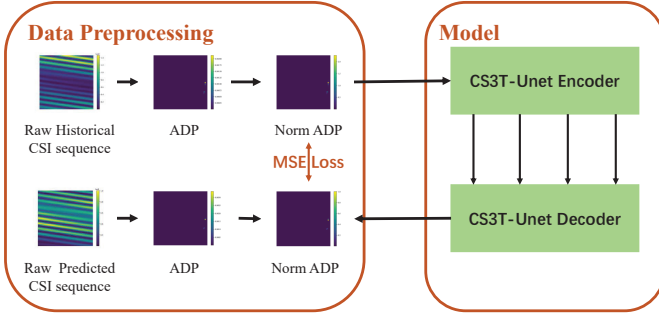 Data Preprocessing
Model
CS3T-Unet Encoder
Raw Historical
CSI sequence
ADP
Norm ADP
MSE Loss
CS3T-Unet Decoder
Raw Predicted
CSI sequence
ADP
Norm ADP